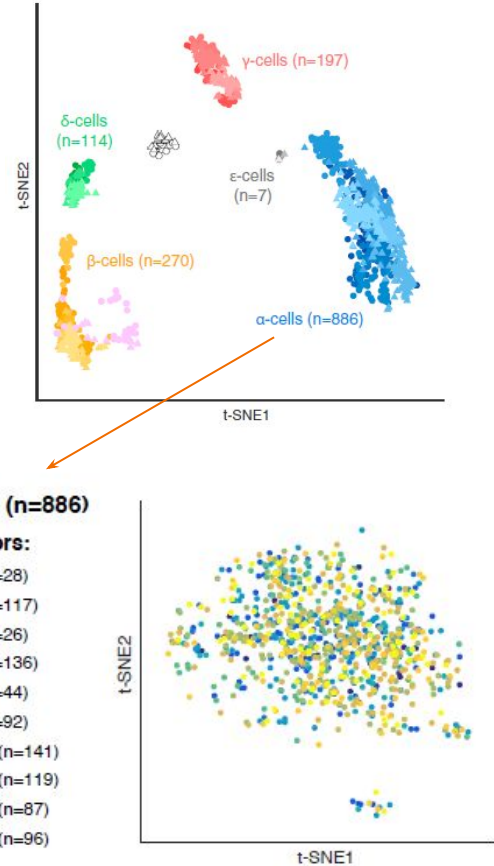 γ-cells (n=197)
δ-cells
(n=114)
ε-cells
(n=7)
β-cells (n=270)
α-cells (n=886)
t-SNE2
t-SNE1
(n=886)
rs:
=28)
=117)
=26)
=136)
=44)
=92)
(n=141)
(n=119)
(n=87)
(n=96)
t-SNE2
t-SNE1